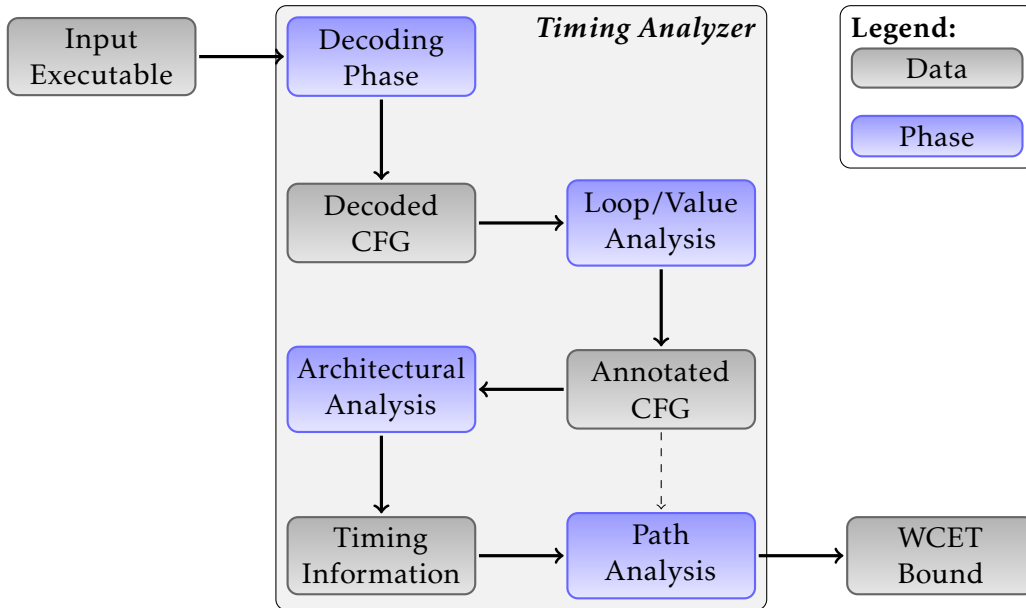 Input
Executable
Decoding
Phase
Timing Analyzer
Legend:
Data
Phase
Decoded
CFG
Loop/Value
Analysis
Architectural
Analysis
Annotated
CFG
Timing
Information
Path
Analysis
WCET
Bound